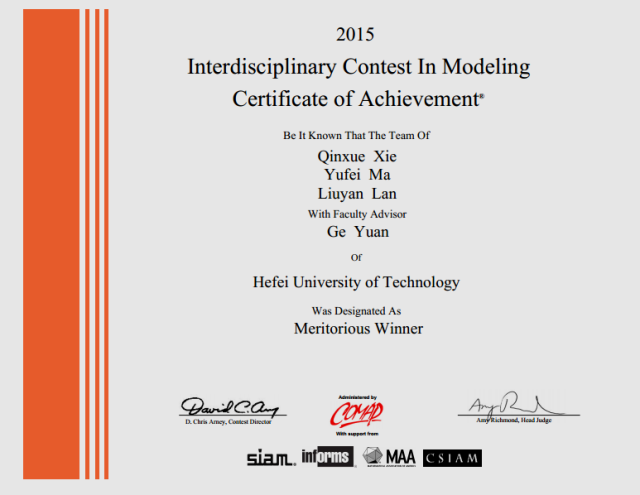 2015
Interdisciplinary Contest In Modeling
Certificate of Achievement®
Be It Known That The Team Of
Qinxue Xie
Yufei Ma
Liuyan Lan
With Faculty Advisor
Ge Yuan
Of
Hefei University of Technology
Was Designated As
Meritorious Winner
David C. Arney
D. Chris Arney, Contest Director
Administered by
COMAP
With support from
Amy Richmond, Head Judge
siam.
informs.
MAA
CSIAM